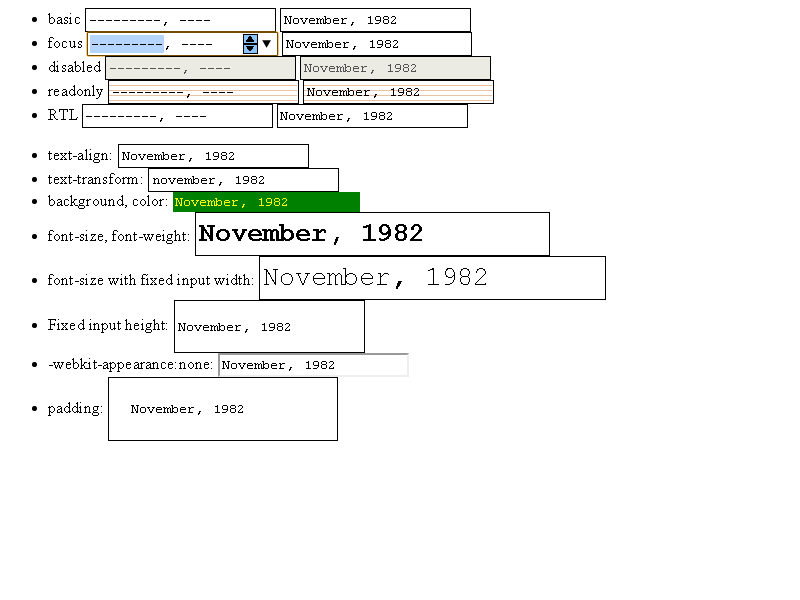 basic ---------, ---- November, 1982
focus ---------, ---- November, 1982
disabled ---------, ---- November, 1982
readonly ---------, ---- November, 1982
RTL ---------, ---- November, 1982
text-align: November, 1982
text-transform: november, 1982
background, color: November, 1982
font-size, font-weight: November, 1982
font-size with fixed input width: November, 1982
Fixed input height: November, 1982
-webkit-appearance:none: November, 1982
padding: November, 1982